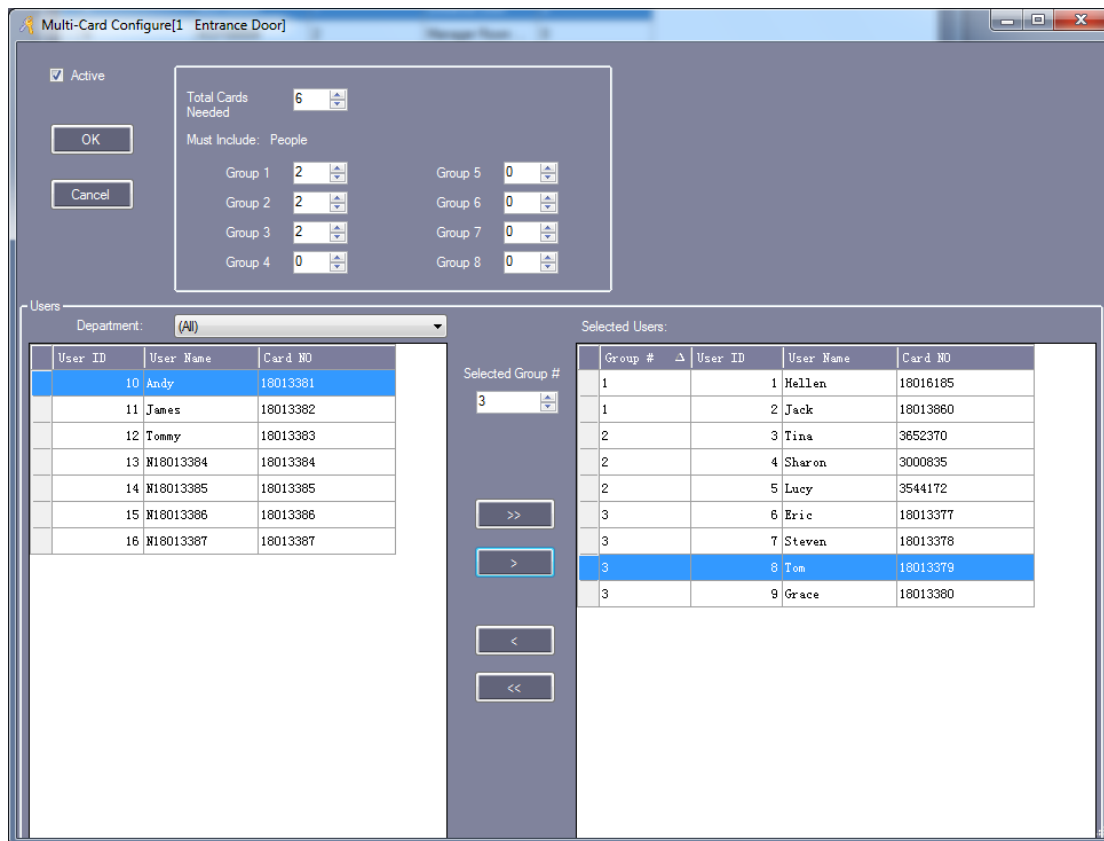 Multi-Card Configure[1   Entrance Door]
Active
Total Cards Needed 6
OK
Must Include:   People
Group 1 2 Group 5 0
Cancel
Group 2 2 Group 6 0
Group 3 2 Group 7 0
Group 4 0 Group 8 0
Users
Department: (All)
Selected Users:
User ID User Name Card NO
10 Andy 18013381
11 James 18013382
12 Tommy 18013383
13 N18013384 18013384
14 N18013385 18013385
15 N18013386 18013386
16 N18013387 18013387
Selected Group #
3
>>
>
<
<<
Group # User ID User Name Card NO
1 1 Hellen 18016185
1 2 Jack 18013860
2 3 Tina 3652370
2 4 Sharon 3000835
2 5 Lucy 3544172
3 6 Eric 18013377
3 7 Steven 18013378
3 8 Tom 18013379
3 9 Grace 18013380